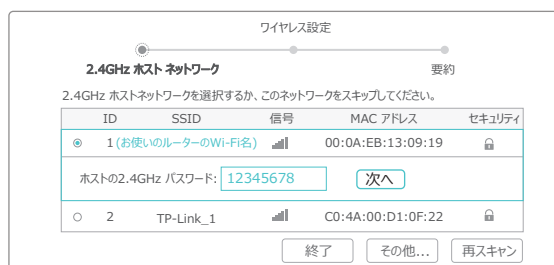 ワイヤレス設定
2.4GHz ホスト ネットワーク 要約
2.4GHz ホストネットワークを選択するか、このネットワークをスキップしてください。
ID SSID 信号 MAC アドレス セキュリティ
1 (お使いのルーターのWi-Fi名) 00:0A:EB:13:09:19
ホストの2.4GHz パスワード: 12345678 次へ
2 TP-Link_1 C0:4A:00:D1:0F:22
終了 その他... 再スキャン